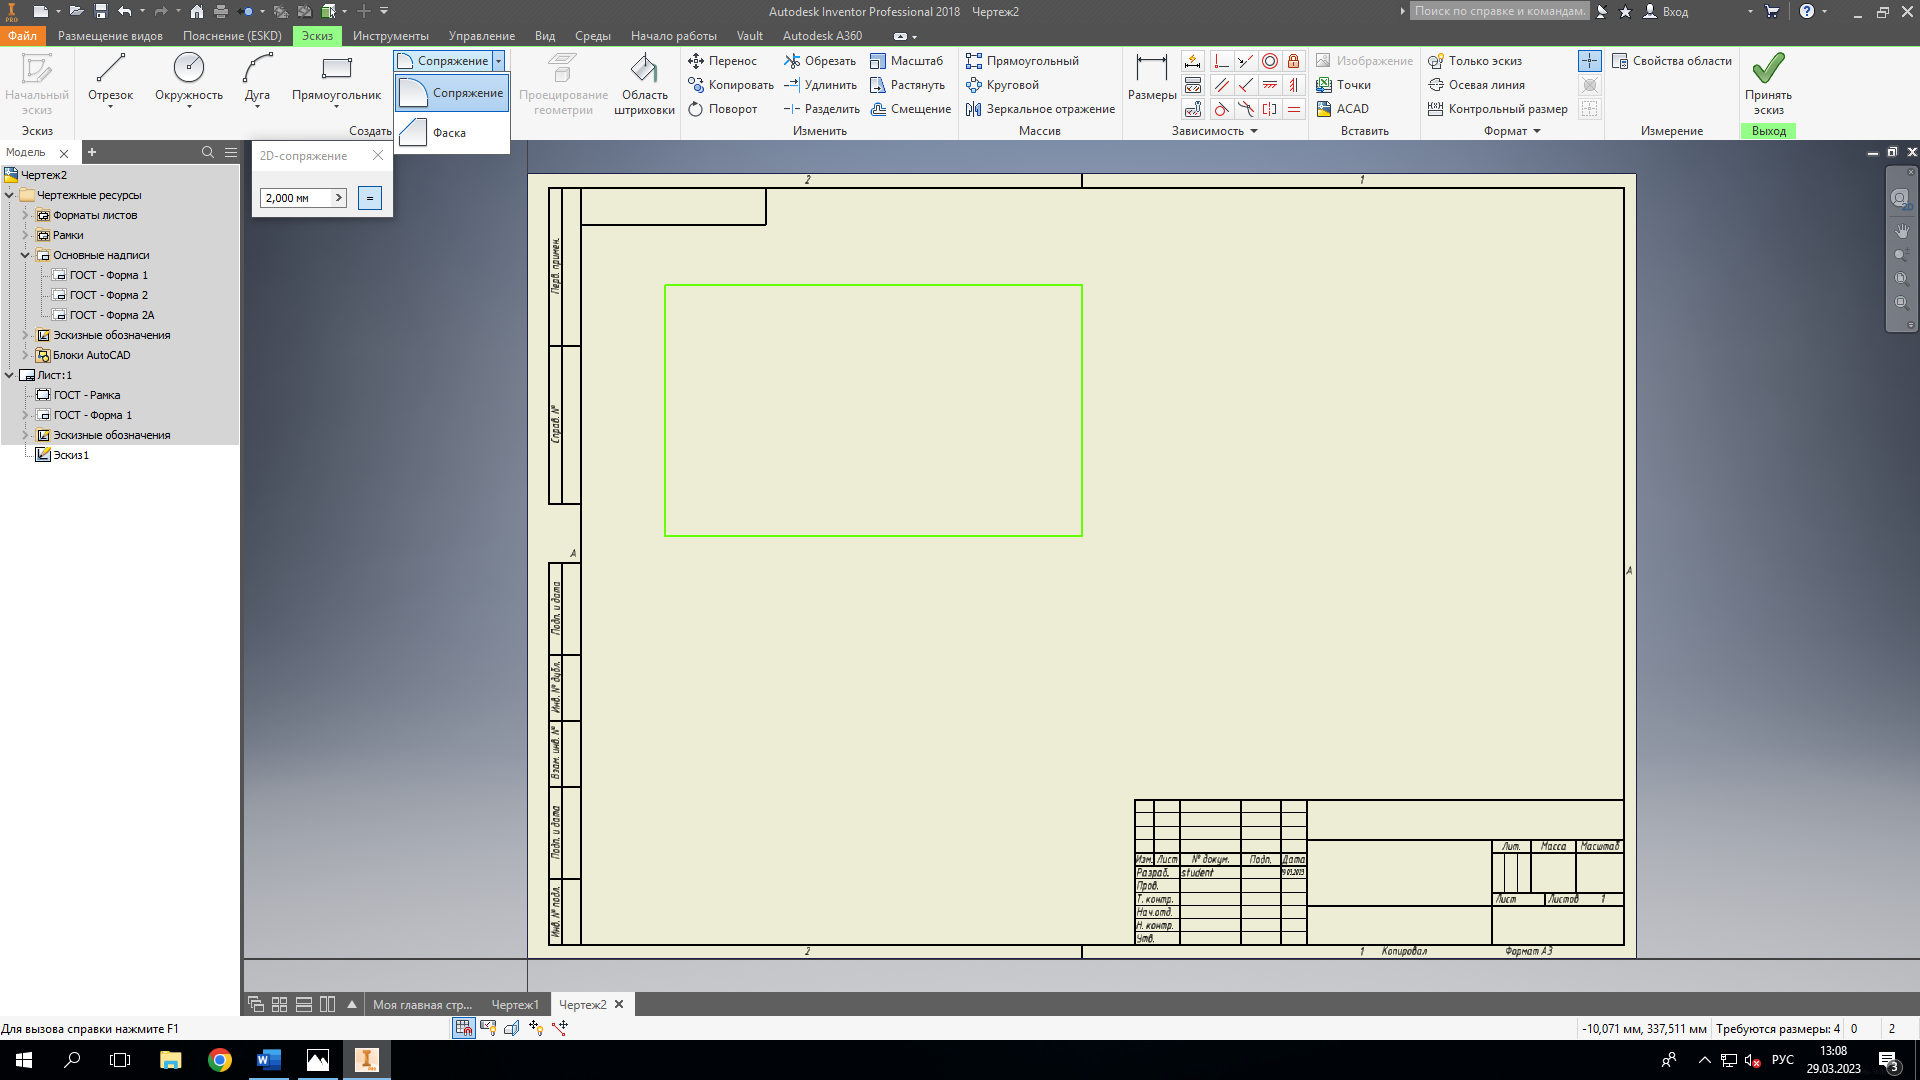 Autodesk Inventor Professional 2018 Чертеж2
Поиск по справке и командам.
Вход
PRO
Файл
Размещение видов
Пояснение (ESKD)
Эскиз
Инструменты
Управление
Вид
Среды
Начало работы
Vault
Autodesk A360
Начальный
эскиз
Эскиз
Отрезок
Окружность
Дуга
Прямоугольник
Сопряжение
Сопряжение
Фаска
Создать
Проецирование
геометрии
Область
штриховки
Перенос
Копировать
Поворот
Обрезать
Удлинить
Разделить
Масштаб
Растянуть
Смещение
Изменить
Прямоугольный
Круговой
Зеркальное отражение
Массив
Размеры
Зависимость
Изображение
Точки
ACAD
Вставить
Только эскиз
Осевая линия
Контрольный размер
Формат
Свойства области
Измерение
Принять
эскиз
Выход
Модель
Чертеж2
Чертежные ресурсы
Форматы листов
Рамки
Основные надписи
ГОСТ - Форма 1
ГОСТ - Форма 2
ГОСТ - Форма 2А
Эскизные обозначения
Блоки AutoCAD
Лист:1
ГОСТ - Рамка
ГОСТ - Форма 1
Эскизные обозначения
Эскиз1
2D-сопряжение
2,000 мм
=
2
1
Перв. примен.
Справ. №
A
A
Подп. и дата
Инв. № дубл.
Взам. инв. №
Подп. и дата
Инв. № подл.
Изм. Лист № докум. Подп. Дата
Разраб. student
Пров.
Т. контр.
Нач.отд.
Н. контр.
Утв.
Лит. Масса Масштаб
Лист Листов 1
2
1 Копировал Формат А3
Моя главная стр...
Чертеж1
Чертеж2
Для вызова справки нажмите F1
-10,071 мм, 337,511 мм
Требуются размеры: 4
0
2
РУС
13:08
29.03.2023
3